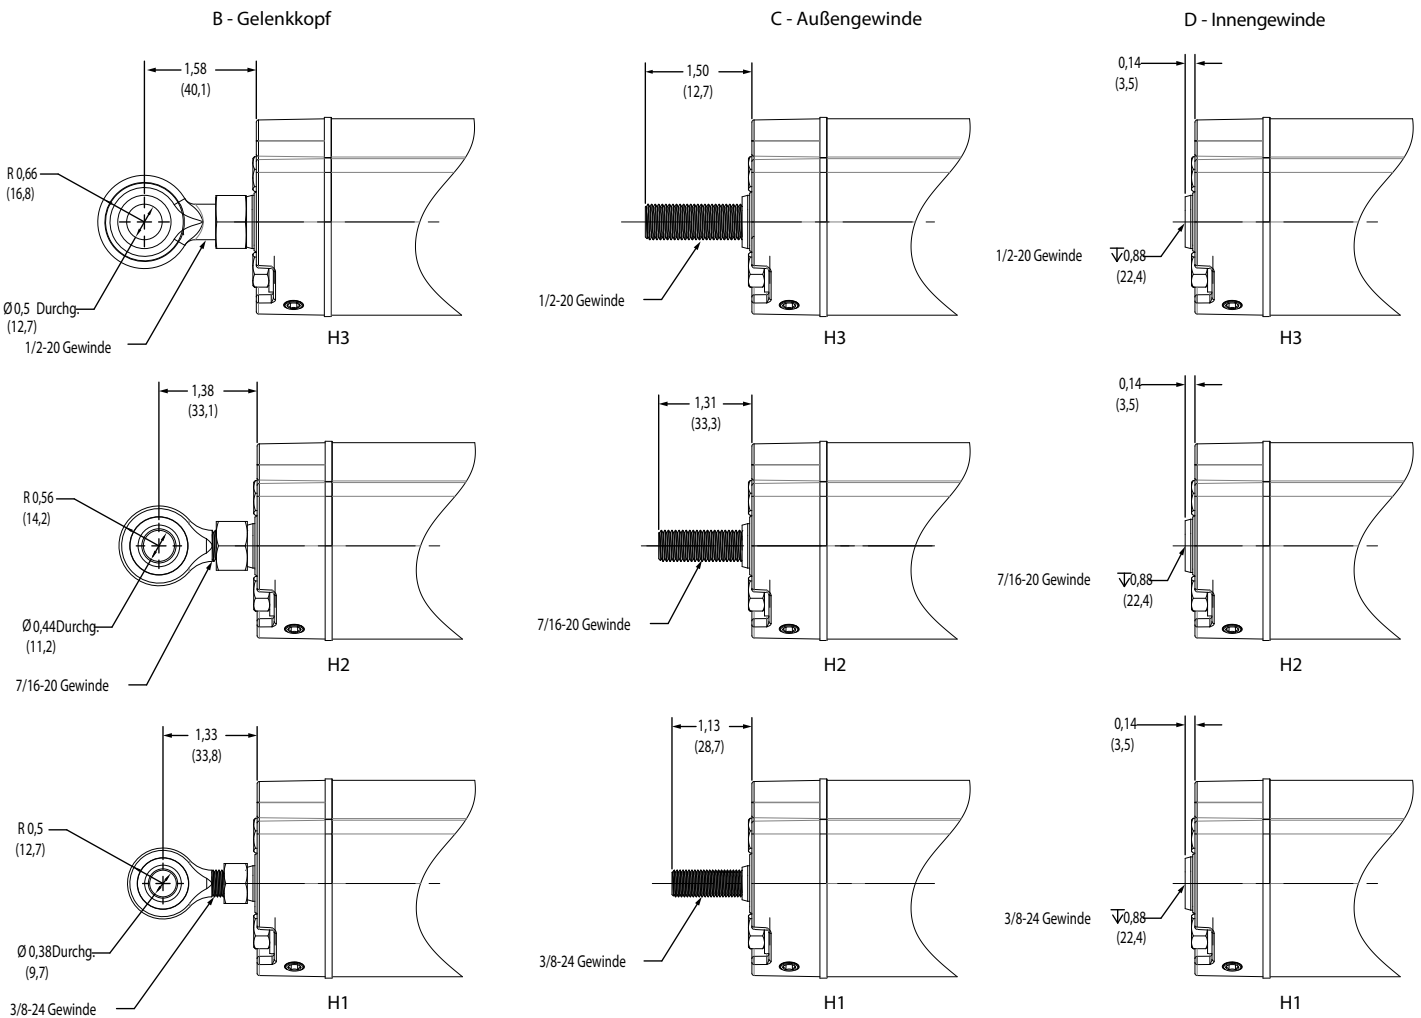 B - Gelenkkopf
C - Außengewinde
D - Innengewinde
1,58
(40,1)
R 0,66
(16,8)
Ø 0,5 Durchg.
(12,7)
1/2-20 Gewinde
H3
1,50
(12,7)
1/2-20 Gewinde
H3
0,14
(3,5)
1/2-20 Gewinde
↧0,88
(22,4)
H3
1,38
(33,1)
R 0,56
(14,2)
Ø 0,44Durchg.
(11,2)
7/16-20 Gewinde
H2
1,31
(33,3)
7/16-20 Gewinde
H2
0,14
(3,5)
7/16-20 Gewinde
↧0,88
(22,4)
H2
1,33
(33,8)
R 0,5
(12,7)
Ø 0,38Durchg.
(9,7)
3/8-24 Gewinde
H1
1,13
(28,7)
3/8-24 Gewinde
H1
0,14
(3,5)
3/8-24 Gewinde
↧0,88
(22,4)
H1